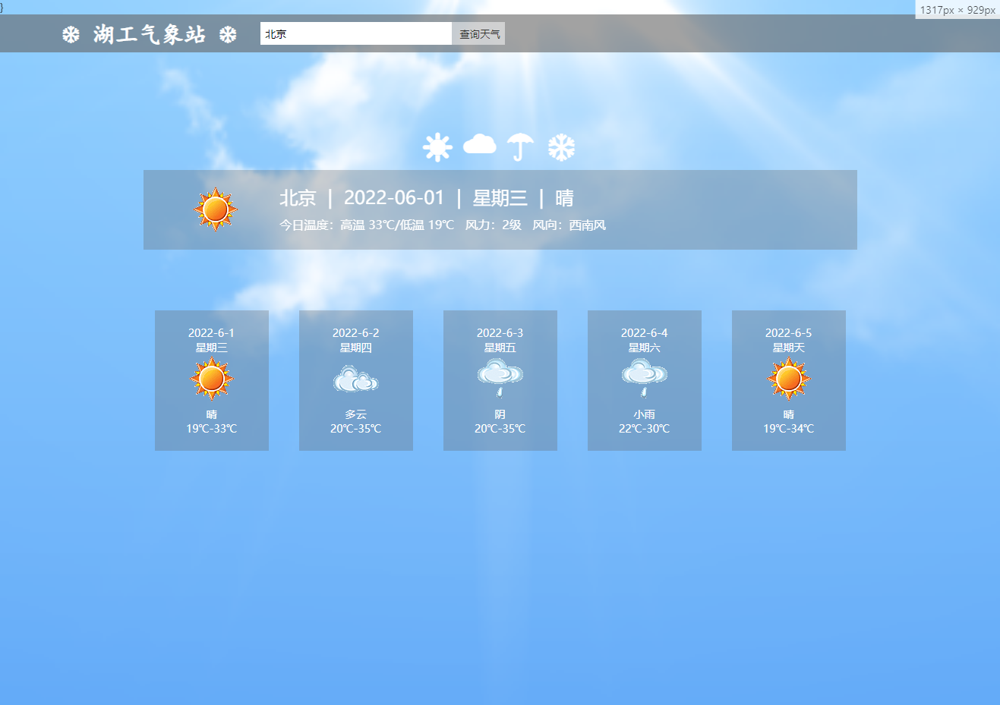 }
1317px × 929px
湖工气象站
北京
查询天气
北京 | 2022-06-01 | 星期三 | 晴
今日温度：高温 33℃/低温 19℃ 风力：2级 风向：西南风
2022-6-1
星期三
晴
19℃-33℃
2022-6-2
星期四
多云
20℃-35℃
2022-6-3
星期五
阴
20℃-35℃
2022-6-4
星期六
小雨
22℃-30℃
2022-6-5
星期天
晴
19℃-34℃